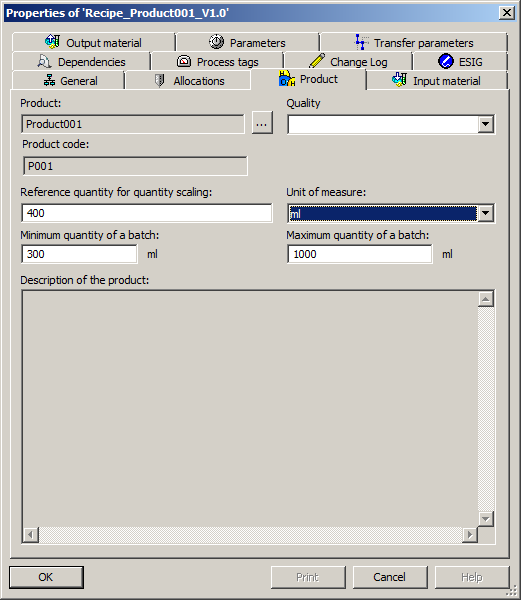 Properties of 'Recipe_Product001_V1.0'
Output material Parameters Transfer parameters
Dependencies Process tags Change Log ESIG
General Allocations Product Input material
Product: Quality
Product001 ...
Product code:
P001
Reference quantity for quantity scaling: Unit of measure:
400 ml
Minimum quantity of a batch: Maximum quantity of a batch:
300 ml 1000 ml
Description of the product:
OK Print Cancel Help